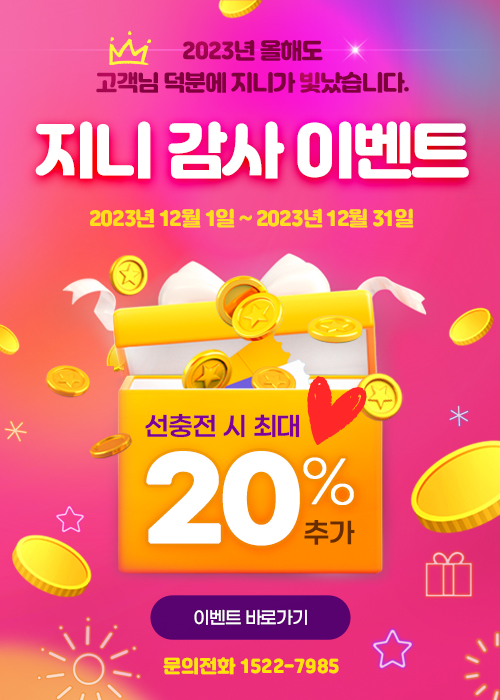 2023년 올해도
고객님 덕분에 지니가 빛났습니다.
지니 감사 이벤트
2023년 12월 1일 ~ 2023년 12월 31일
선충전 시 최대
20%
추가
이벤트 바로가기
문의전화 1522-7985